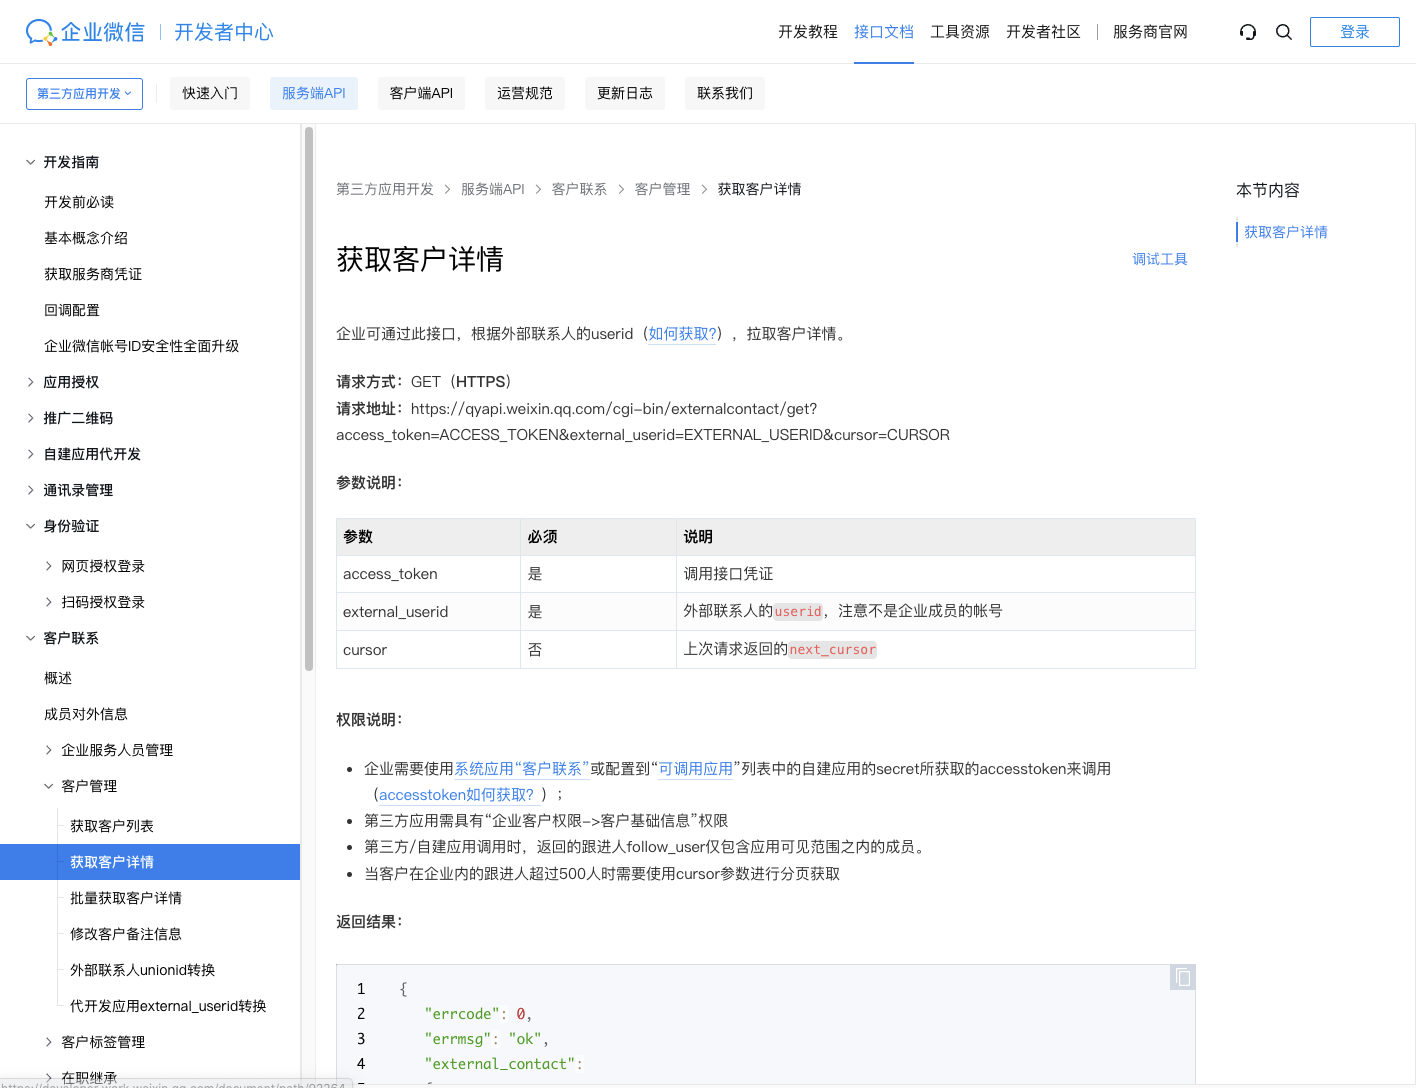 企业微信 | 开发者中心
开发教程 接口文档 工具资源 开发者社区 | 服务商官网 登录
第三方应用开发 快速入门 服务端API 客户端API 运营规范 更新日志 联系我们
开发指南
开发前必读
基本概念介绍
获取服务商凭证
回调配置
企业微信帐号ID安全性全面升级
应用授权
推广二维码
自建应用代开发
通讯录管理
身份验证
网页授权登录
扫码授权登录
客户联系
概述
成员对外信息
企业服务人员管理
客户管理
获取客户列表
获取客户详情
批量获取客户详情
修改客户备注信息
外部联系人unionid转换
代开发应用external_userid转换
客户标签管理
在职继承
第三方应用开发 > 服务端API > 客户联系 > 客户管理 > 获取客户详情
获取客户详情
调试工具
企业可通过此接口，根据外部联系人的userid（如何获取?），拉取客户详情。
请求方式：GET（HTTPS）
请求地址：https://qyapi.weixin.qq.com/cgi-bin/externalcontact/get?
access_token=ACCESS_TOKEN&external_userid=EXTERNAL_USERID&cursor=CURSOR
参数说明：
参数 必须 说明
access_token 是 调用接口凭证
external_userid 是 外部联系人的userid，注意不是企业成员的帐号
cursor 否 上次请求返回的next_cursor
权限说明：
• 企业需要使用系统应用“客户联系”或配置到“可调用应用”列表中的自建应用的secret所获取的accesstoken来调用
（accesstoken如何获取？）；
• 第三方应用需具有“企业客户权限->客户基础信息”权限
• 第三方/自建应用调用时，返回的跟进人follow_user仅包含应用可见范围之内的成员。
• 当客户在企业内的跟进人超过500人时需要使用cursor参数进行分页获取
返回结果：
1 {
2 "errcode": 0,
3 "errmsg": "ok",
4 "external_contact":
本节内容
获取客户详情